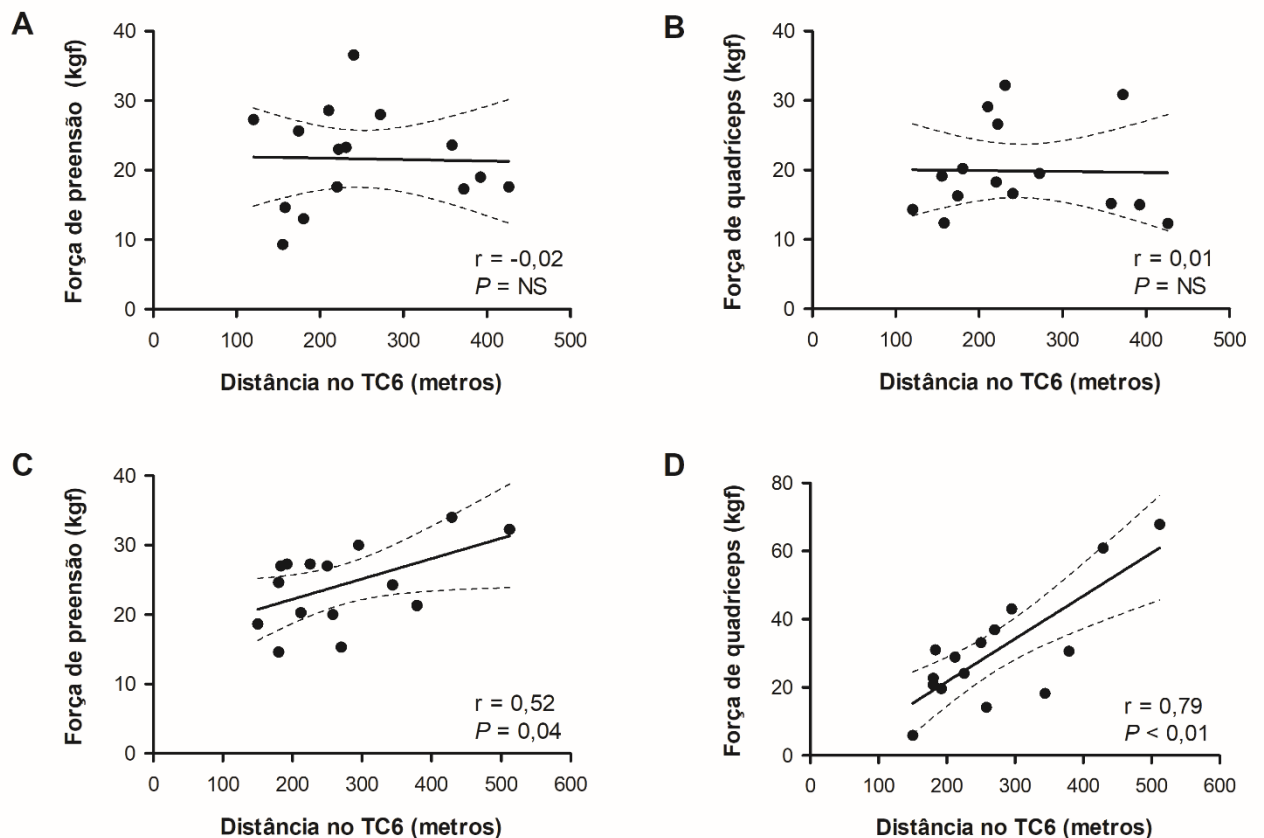 A
Força de preensão (kgf)
40
30
20
10
0
0 100 200 300 400 500
Distância no TC6 (metros)
r = -0,02
P = NS
B
Força de quadríceps (kgf)
40
30
20
10
0
0 100 200 300 400 500
Distância no TC6 (metros)
r = 0,01
P = NS
C
Força de preensão (kgf)
40
30
20
10
0
0 100 200 300 400 500 600
Distância no TC6 (metros)
r = 0,52
P = 0,04
D
Força de quadríceps (kgf)
80
60
40
20
0
0 100 200 300 400 500 600
Distância no TC6 (metros)
r = 0,79
P < 0,01